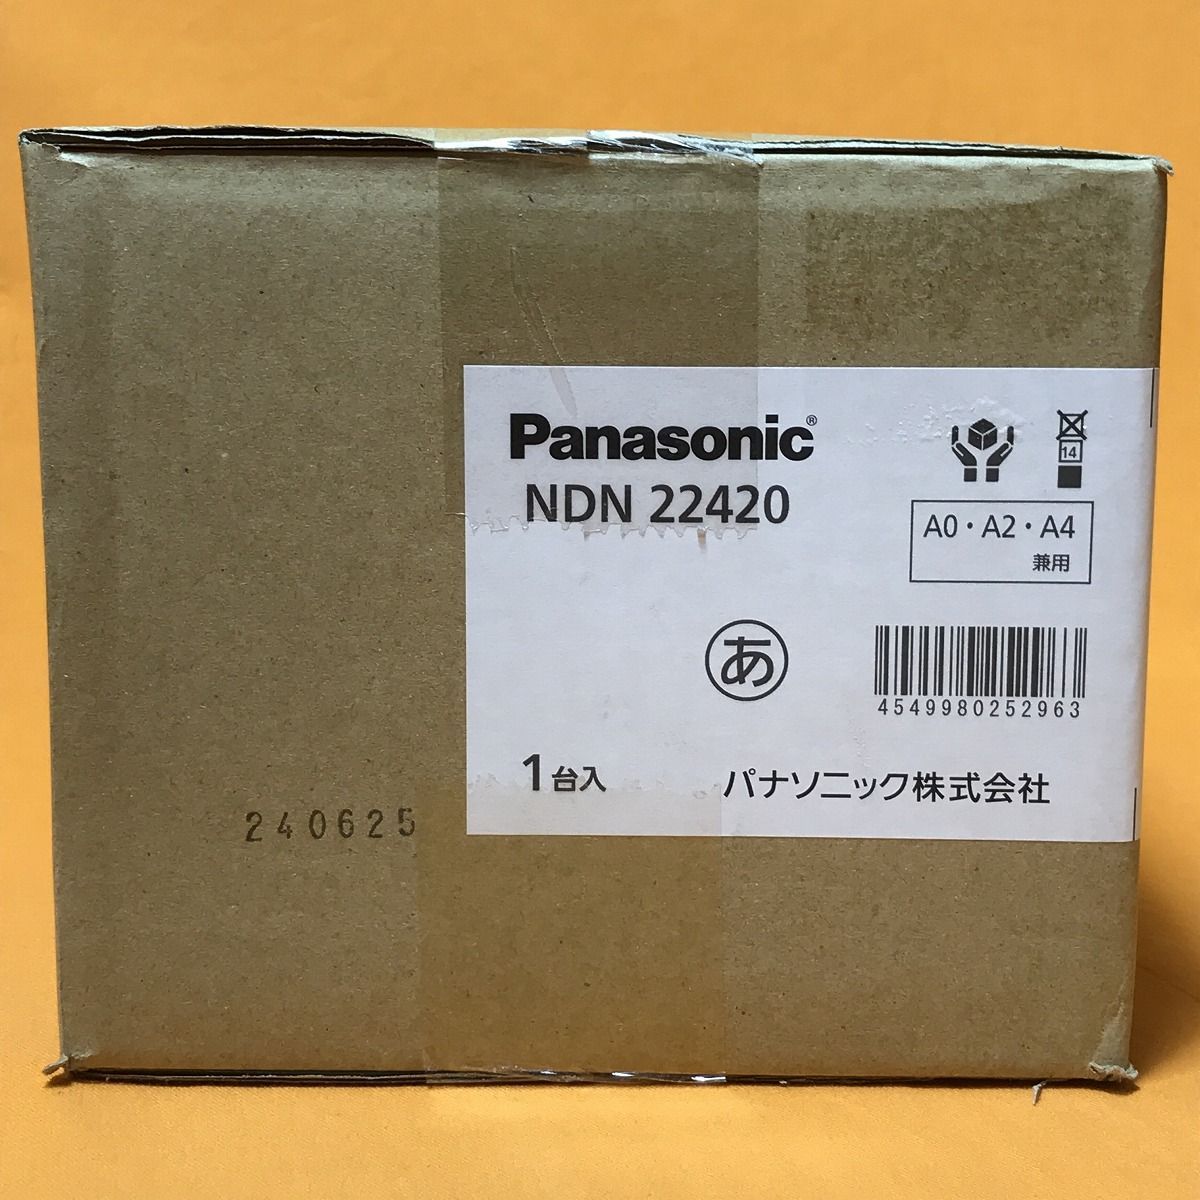 Panasonic®
NDN 22420
14
A0・A2・A4
兼用
あ
4549980252963
1台入
パナソニック株式会社
240625